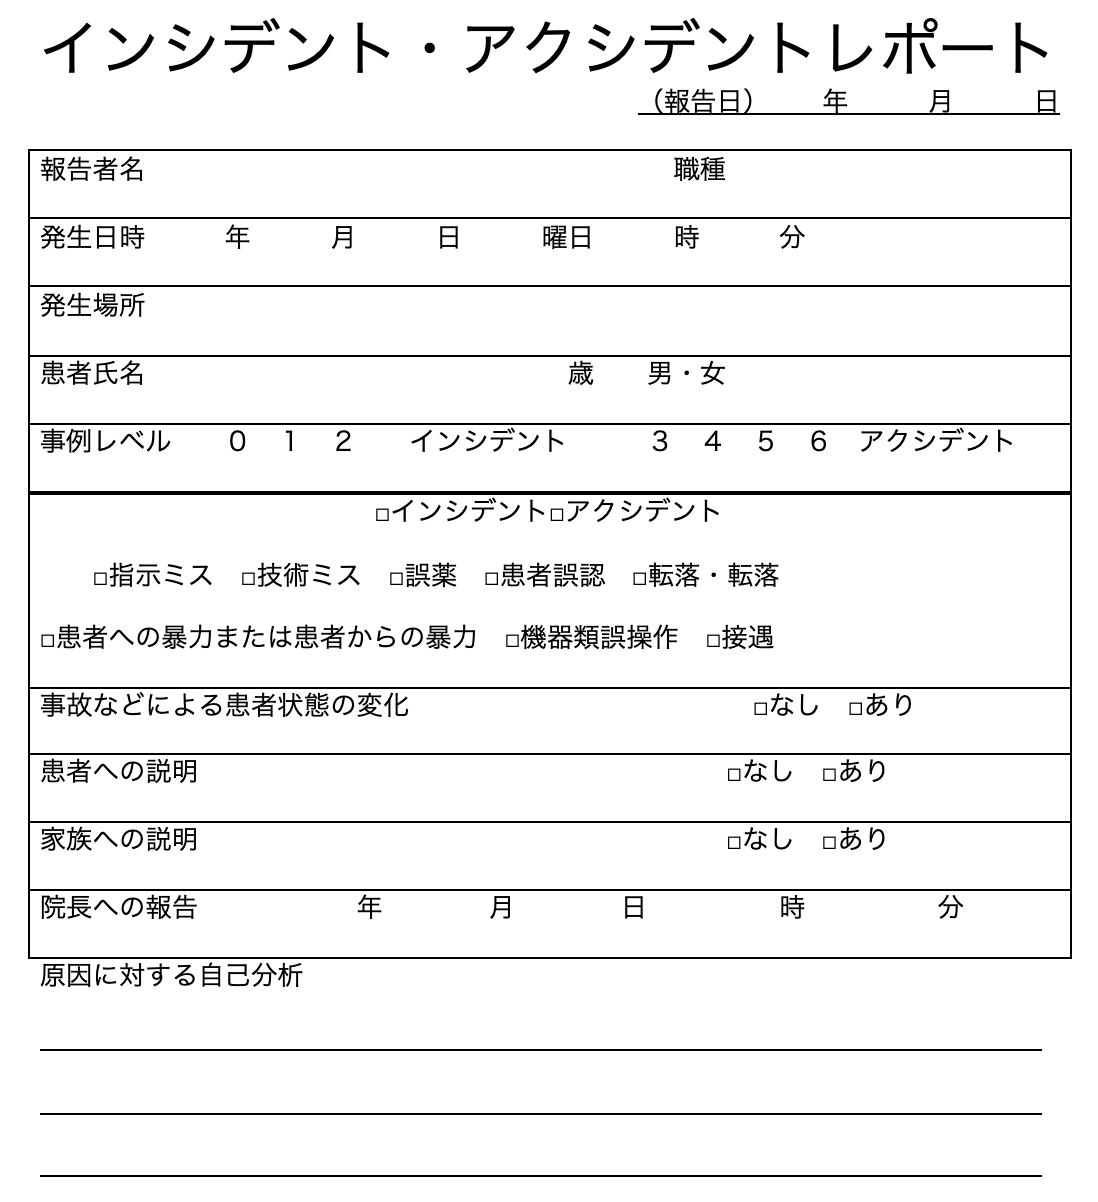 インシデント・アクシデントレポート
（報告日）　　年　　　月　　　日
報告者名　　　　　　　　　　　　　　　　　　　　職種
発生日時　　　年　　　月　　　日　　　曜日　　　時　　　分
発生場所
患者氏名　　　　　　　　　　　　　　　　歳　　男・女
事例レベル　　０　１　２　　インシデント　　　３　４　５　６　アクシデント
□インシデント□アクシデント
□指示ミス　□技術ミス　□誤薬　□患者誤認　□転落・転落
□患者への暴力または患者からの暴力　□機器類誤操作　□接遇
事故などによる患者状態の変化　　　　　　　　　　　　　□なし　□あり
患者への説明　　　　　　　　　　　　　　　　　　　　□なし　□あり
家族への説明　　　　　　　　　　　　　　　　　　　　□なし　□あり
院長への報告　　　　　　年　　　　月　　　　日　　　　　時　　　　　分
原因に対する自己分析